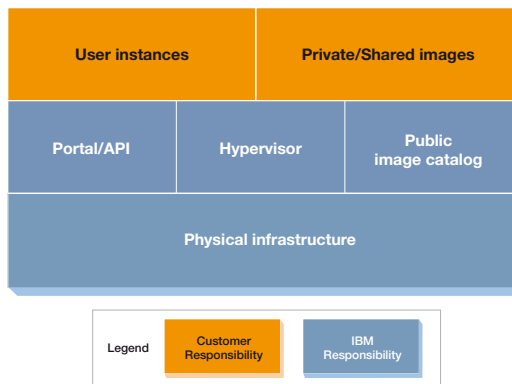 User instances
Private/Shared images
Portal/API
Hypervisor
Public
image catalog
Physical infrastructure
Legend
Customer
Responsibility
IBM
Responsibility